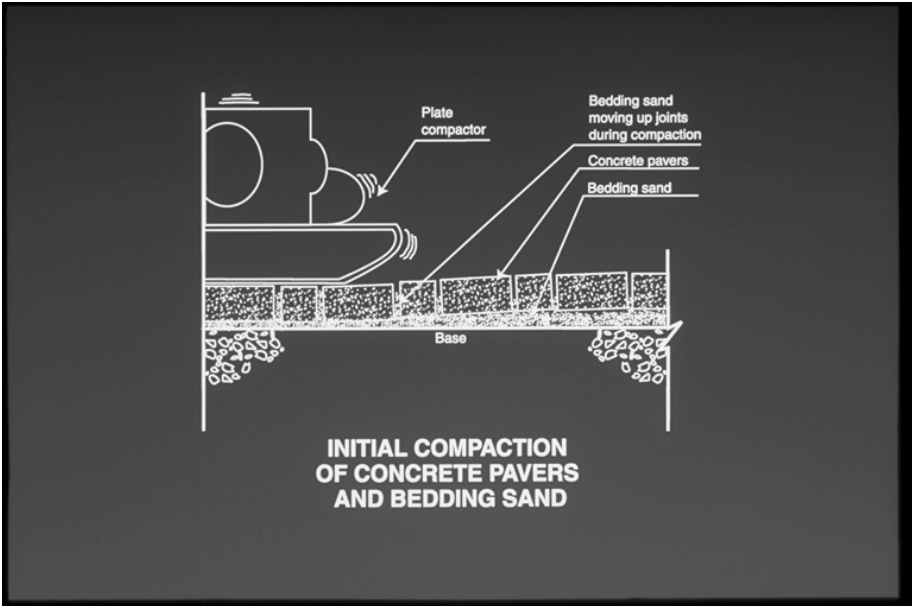 Plate
compactor
Bedding sand
moving up joints
during compaction
Concrete pavers
Bedding sand
Base
INITIAL COMPACTION
OF CONCRETE PAVERS
AND BEDDING SAND